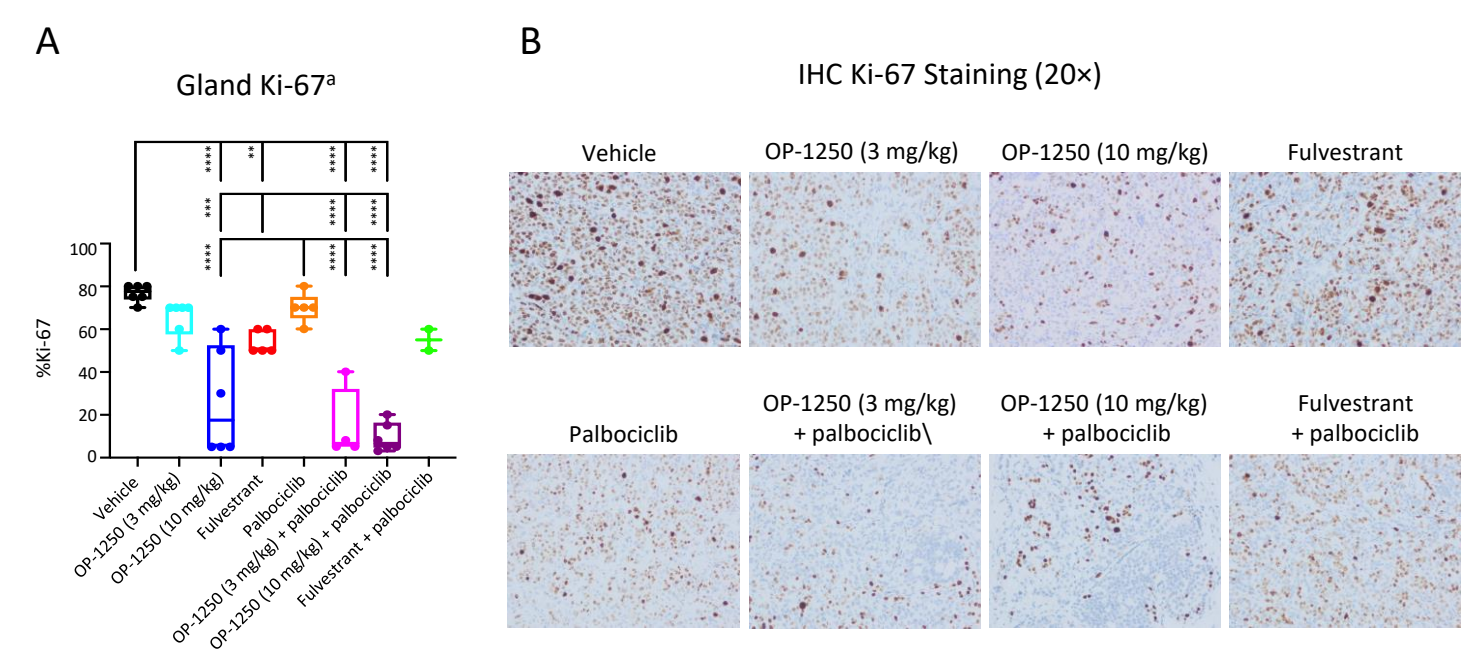 A
Gland Ki-67ᵃ
****
**
****
****
***
****
****
****
****
****
100
80
60
40
20
0
%Ki-67
Vehicle
OP-1250 (3 mg/kg)
OP-1250 (10 mg/kg)
Fulvestrant
Palbociclib
OP-1250 (3 mg/kg) + palbociclib
OP-1250 (10 mg/kg) + palbociclib
Fulvestrant + palbociclib
B
IHC Ki-67 Staining (20×)
Vehicle
OP-1250 (3 mg/kg)
OP-1250 (10 mg/kg)
Fulvestrant
Palbociclib
OP-1250 (3 mg/kg)
+ palbociclib\
OP-1250 (10 mg/kg)
+ palbociclib
Fulvestrant
+ palbociclib